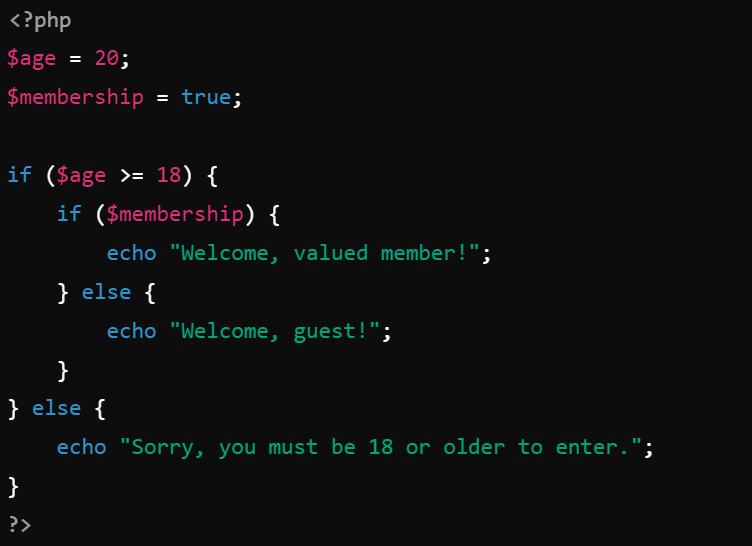 <?php
$age = 20;
$membership = true;

if ($age >= 18) {
    if ($membership) {
        echo "Welcome, valued member!";
    } else {
        echo "Welcome, guest!";
    }
} else {
    echo "Sorry, you must be 18 or older to enter.";
}
?>